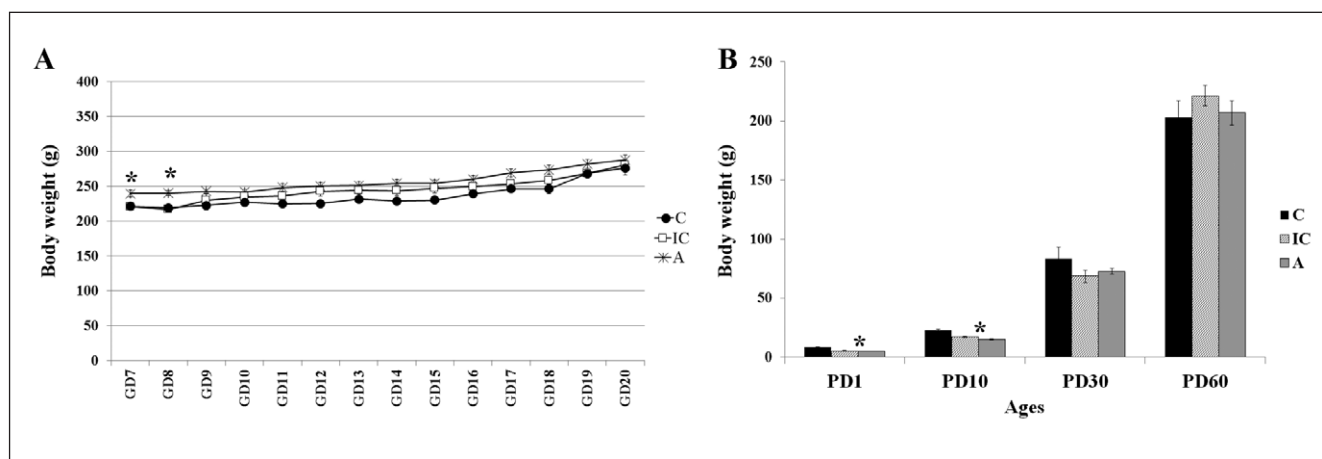 A
Body weight (g)
400
350
300
250
200
150
100
50
0
* *
GD7 GD8 GD9 GD10 GD11 GD12 GD13 GD14 GD15 GD16 GD17 GD18 GD19 GD20
C
IC
A
B
Body weight (g)
250
200
150
100
50
0
* *
PD1 PD10 PD30 PD60
Ages
C
IC
A